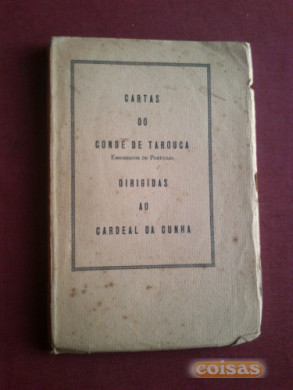 CARTAS
DO
CONDE DE TAROUCA
EMBAIXADOR DE PORTUGAL
DIRIGIDAS
AO
CARDEAL DA CUNHA
coisas